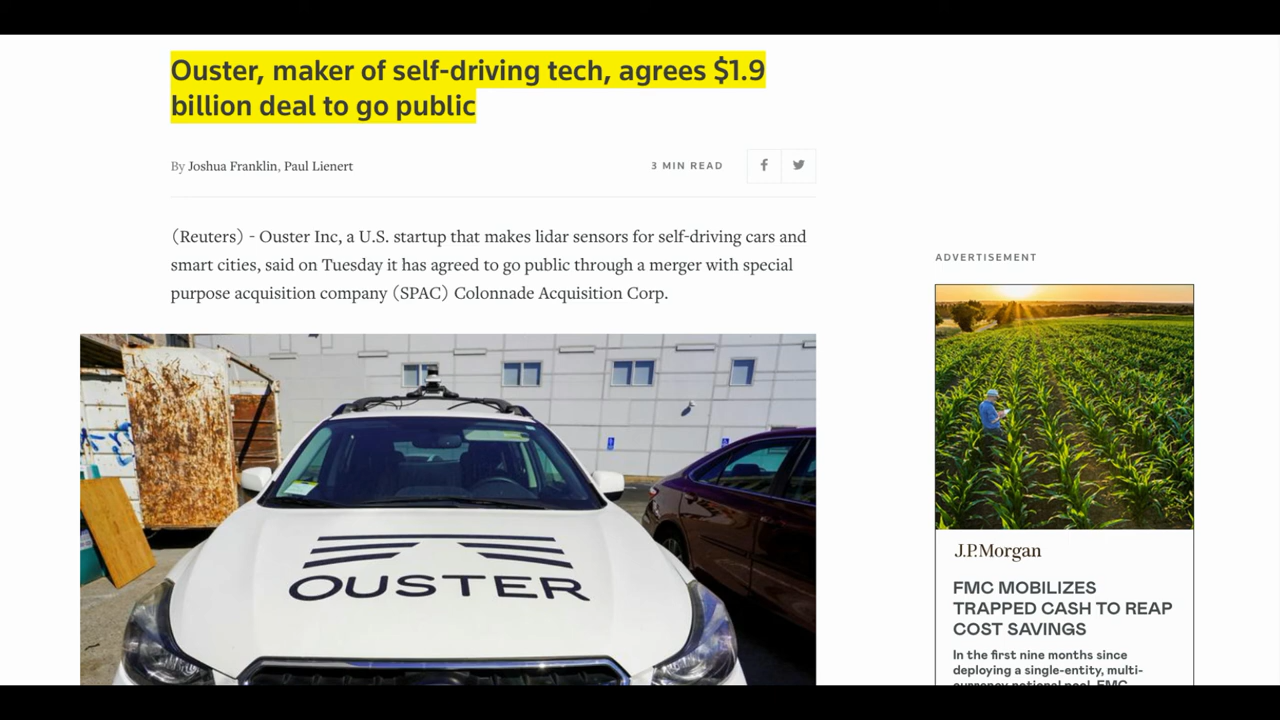 Ouster, maker of self-driving tech, agrees $1.9
billion deal to go public
By Joshua Franklin, Paul Lienert
3 MIN READ
(Reuters) - Ouster Inc, a U.S. startup that makes lidar sensors for self-driving cars and
smart cities, said on Tuesday it has agreed to go public through a merger with special
purpose acquisition company (SPAC) Colonnade Acquisition Corp.
OUSTER
ADVERTISEMENT
J.P.Morgan
FMC MOBILIZES
TRAPPED CASH TO REAP
COST SAVINGS
In the first nine months since
deploying a single-entity, multi-
currency notional pool, FMC